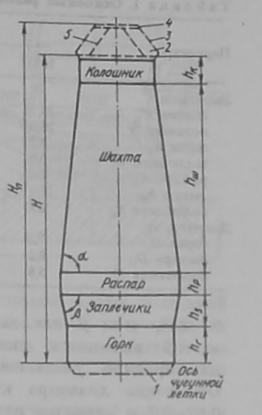 4
3
5
2
Колошник
hк
Шахта
hш
Hп
H
α
Распар
hр
β
Заплечики
hз
Горн
hг
1
Ось
чугунной
летки